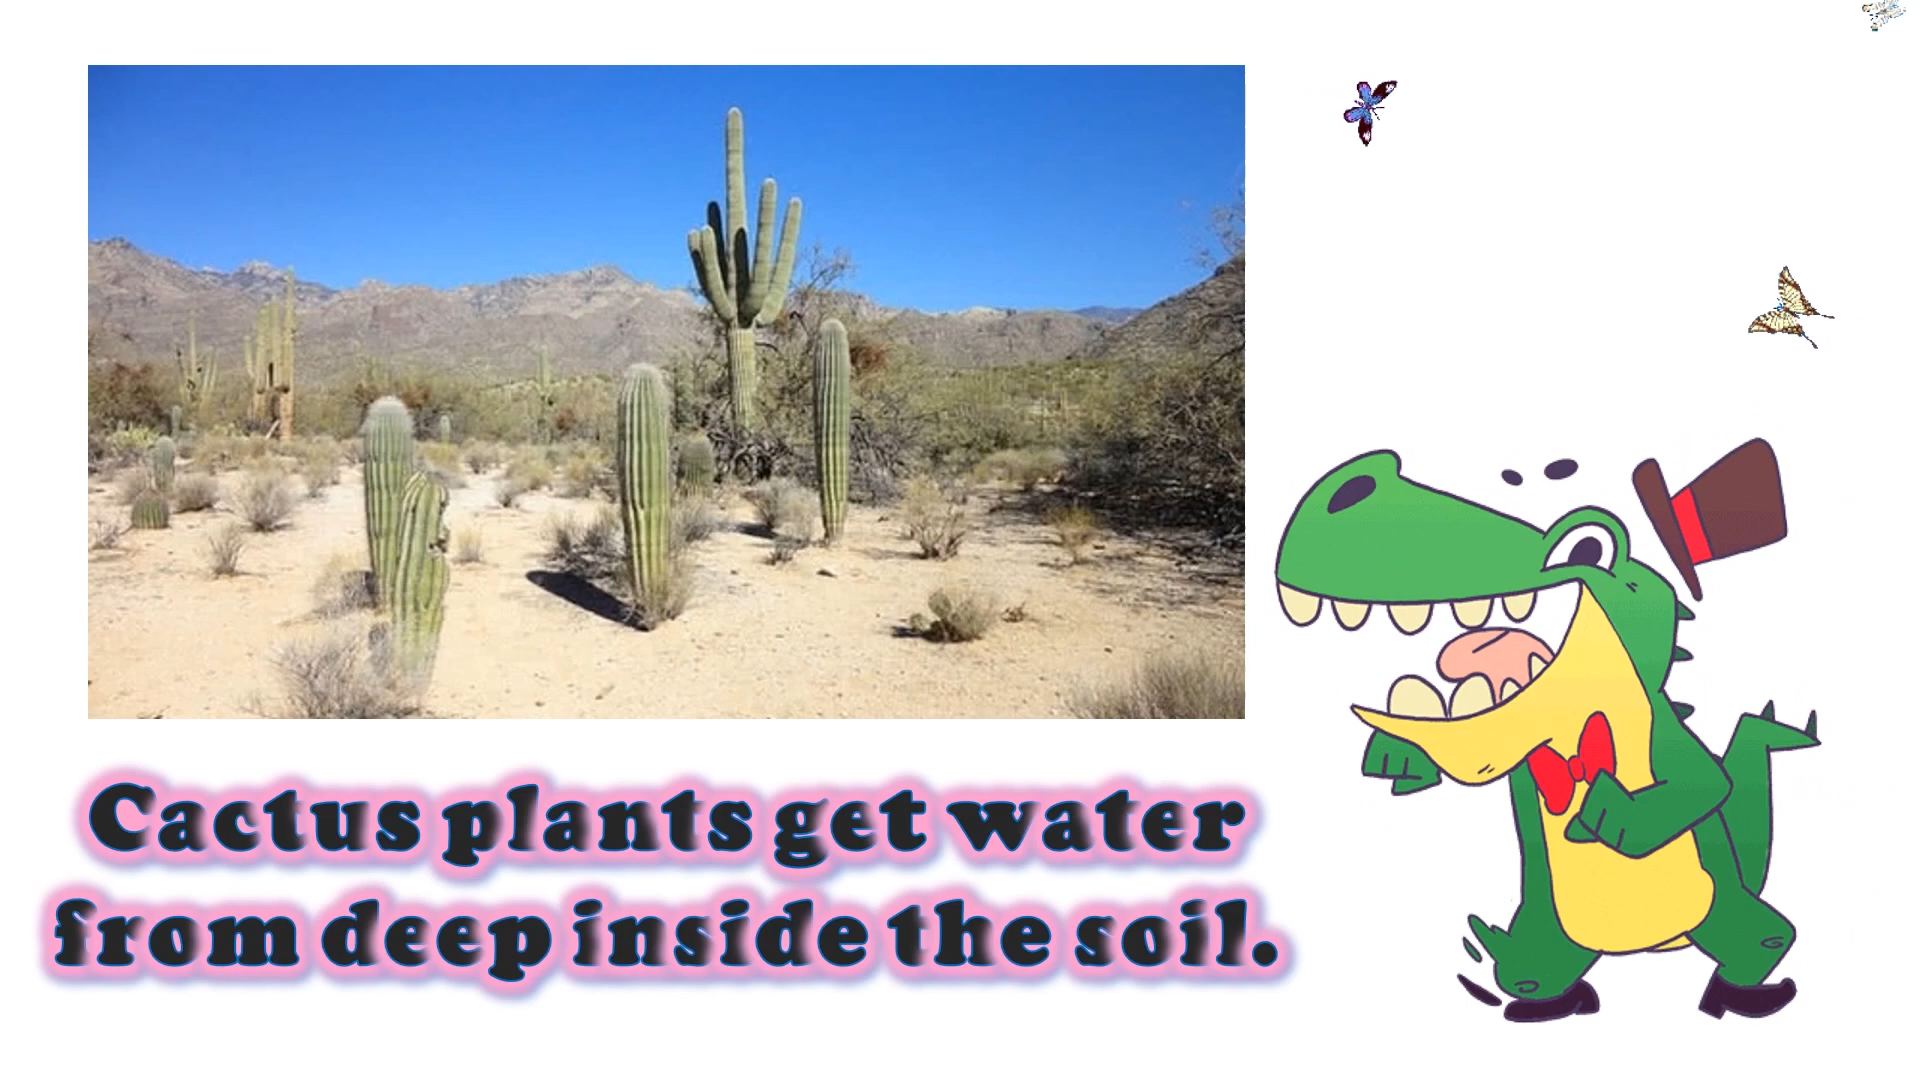 Cactus plants get water
from deep inside the soil.